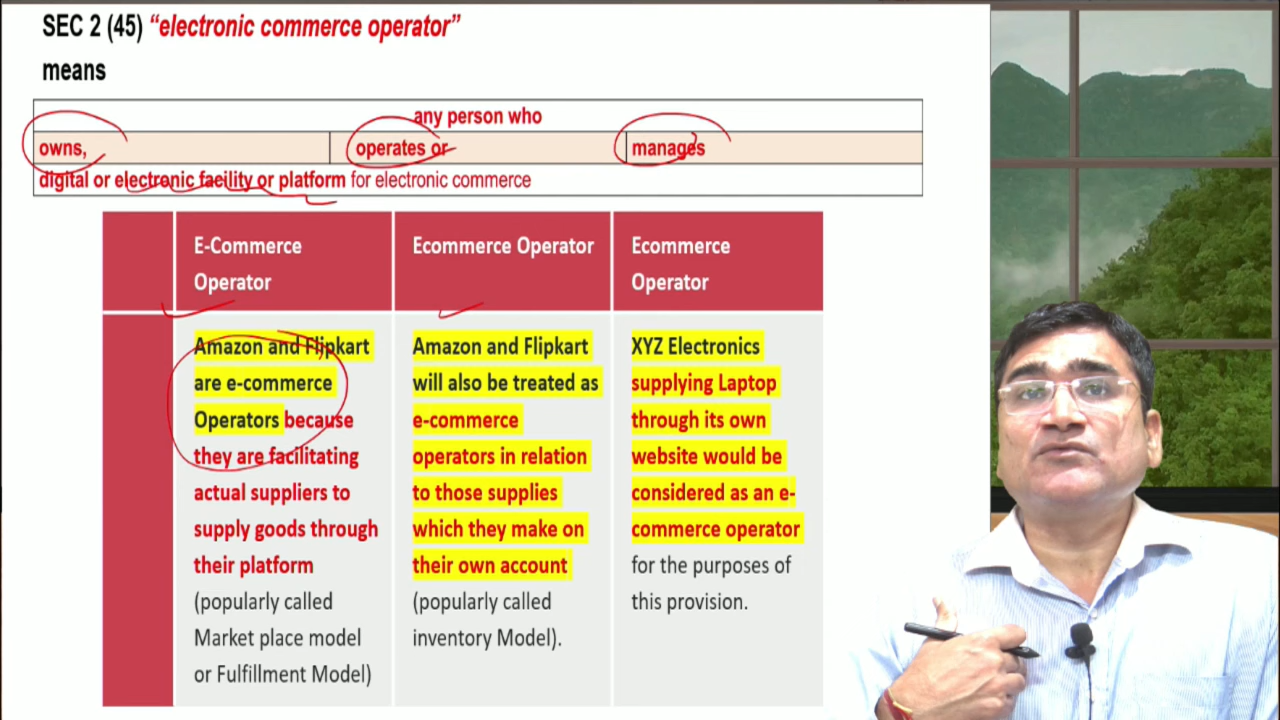 SEC 2 (45) “electronic commerce operator”
means
any person who
owns, operates or manages
digital or electronic facility or platform for electronic commerce
E-Commerce
Operator
Amazon and Flipkart
are e-commerce
Operators because
they are facilitating
actual suppliers to
supply goods through
their platform
(popularly called
Market place model
or Fulfillment Model)
Ecommerce Operator
Amazon and Flipkart
will also be treated as
e-commerce
operators in relation
to those supplies
which they make on
their own account
(popularly called
inventory Model).
Ecommerce
Operator
XYZ Electronics
supplying Laptop
through its own
website would be
considered as an e-
commerce operator
for the purposes of
this provision.